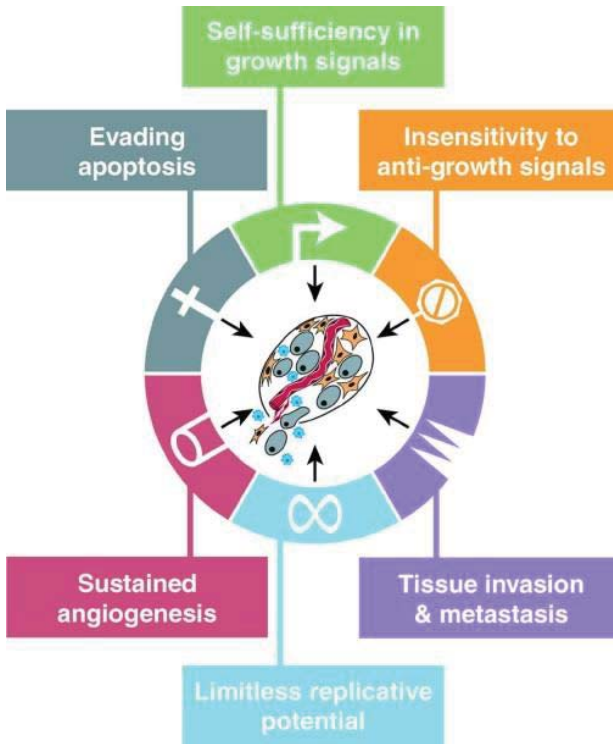 Self-sufficiency in
growth signals
Evading
apoptosis
Insensitivity to
anti-growth signals
Sustained
angiogenesis
Tissue invasion
& metastasis
Limitless replicative
potential